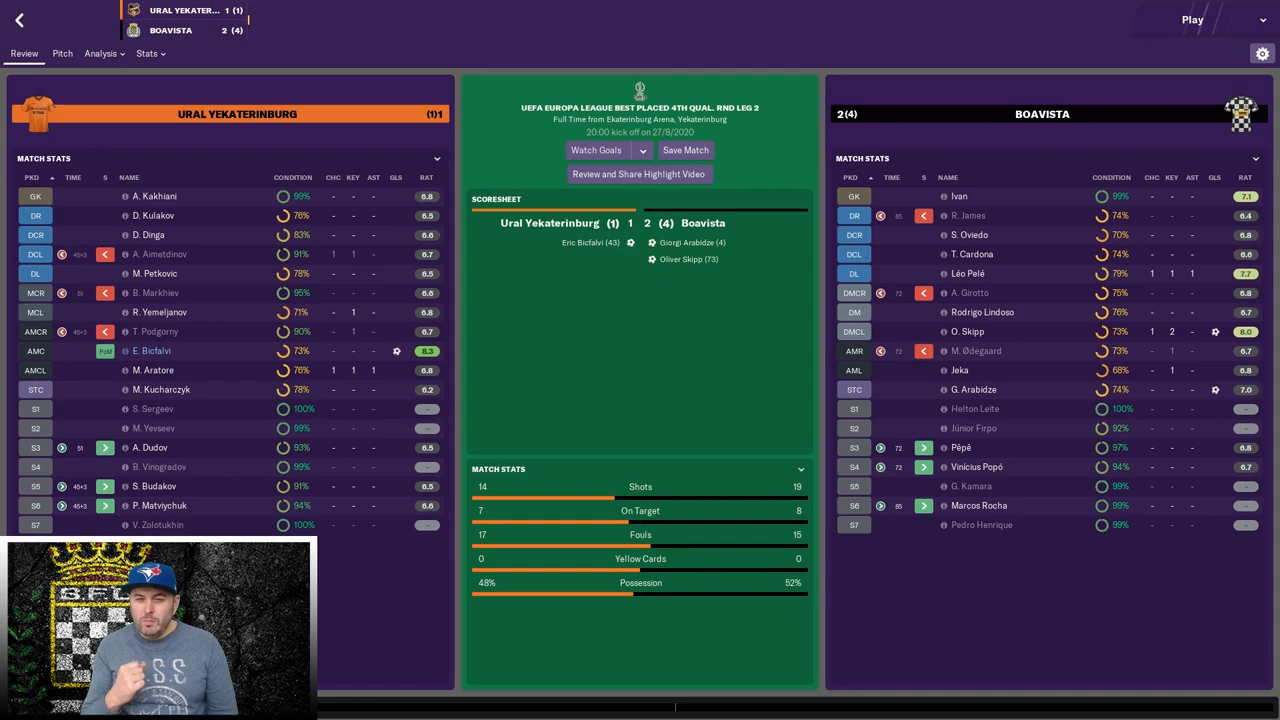 URAL YEKATER... 1 (1)
BOAVISTA 2 (4)
Play
Review Pitch Analysis Stats
URAL YEKATERINBURG (1)1
MATCH STATS
PKD TIME S NAME CONDITION CHC KEY AST GLS RAT
GK A. Kakhiani 99% - - - 6.8
DR D. Kulakov 76% - - - 6.5
DCR D. Dinga 83% - - - 6.6
DCL 45+3 A. Aimetdinov 91% 1 1 - 6.7
DL M. Petkovic 78% - - - 6.5
MCR 51 B. Markhiev 95% - - - 6.6
MCL R. Yemeljanov 71% - 1 - 6.8
AMCR 45+3 T. Podgorny 90% - 1 - 6.7
AMC PoM E. Bicfalvi 73% - - - 8.3
AMCL M. Aratore 76% 1 1 1 6.8
STC M. Kucharczyk 78% - - - 6.2
S1 S. Sergeev 100% -
S2 M. Yevseev 99% -
S3 51 A. Dudov 93% - - - 6.5
S4 B. Vinogradov 99% -
S5 45+3 S. Budakov 91% - - - 6.5
S6 45+3 P. Matviychuk 94% - - - 6.6
S7 V. Zolotukhin 100% -
UEFA EUROPA LEAGUE BEST PLACED 4TH QUAL. RND LEG 2
Full Time from Ekaterinburg Arena, Yekaterinburg
20:00 kick off on 27/8/2020
Watch Goals Save Match
Review and Share Highlight Video
SCORESHEET
Ural Yekaterinburg (1) 1 2 (4) Boavista
Eric Bicfalvi (43) Giorgi Arabidze (4)
Oliver Skipp (73)
MATCH STATS
14 Shots 19
7 On Target 8
17 Fouls 15
0 Yellow Cards 0
48% Possession 52%
2(4) BOAVISTA
MATCH STATS
PKD TIME S NAME CONDITION CHC KEY AST GLS RAT
GK Ivan 99% - - - 7.1
DR 85 R. James 74% - - - 6.4
DCR S. Oviedo 70% - - - 6.8
DCL T. Cardona 74% - - - 6.6
DL Léo Pelé 79% 1 1 1 7.7
DMCR 72 A. Girotto 75% - - - 6.8
DM Rodrigo Lindoso 76% - - - 6.7
DMCL O. Skipp 73% 1 2 - 8.0
AMR 72 M. Ødegaard 73% - 1 - 6.7
AML Jeka 68% - 1 - 6.8
STC G. Arabidze 74% - - - 7.0
S1 Helton Leite 100% -
S2 Júnior Firpo 92% -
S3 72 Pêpê 97% - - - 6.8
S4 72 Vinícius Popó 94% - - - 6.7
S5 G. Kamara 99% -
S6 85 Marcos Rocha 99% - - - -
S7 Pedro Henrique 99% -